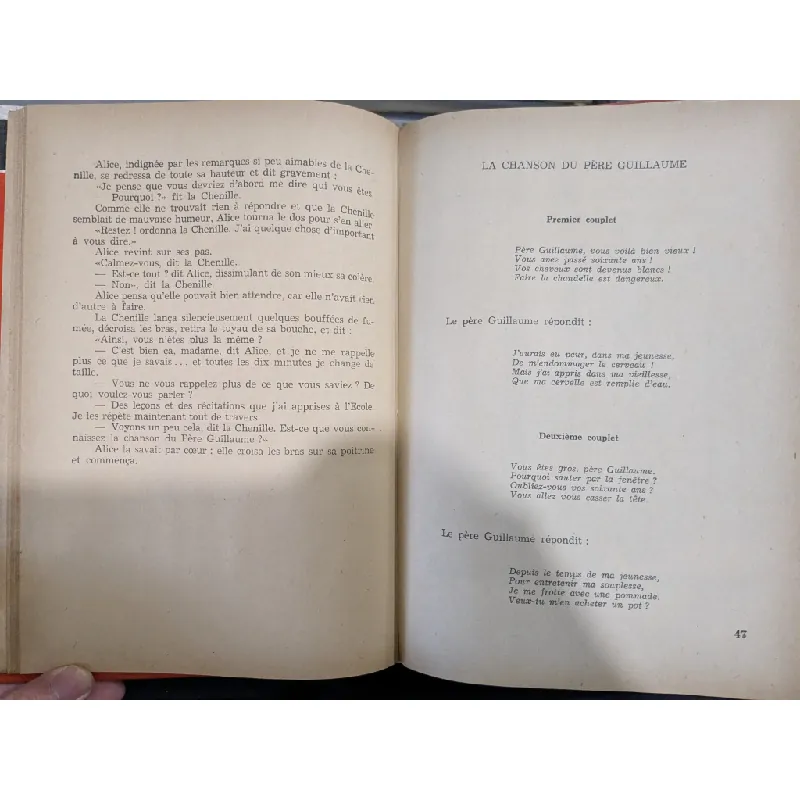 Alice, indignée par les remarques si peu aimables de la Che-
nille, se redressa de toute sa hauteur et dit gravement :
«Je pense que vous devriez d'abord me dire qui vous êtes.
Pourquoi ?» fit la Chenille.
Comme elle ne trouvait rien à répondre et que la Chenille
semblait de mauvaise humeur, Alice tourna le dos pour s'en aller.
«Restez ! ordonna la Chenille. J'ai quelque chose d'important
à vous dire.»
Alice revint sur ses pas.
«Calmez-vous, dit la Chenille.
— Est-ce tout ? dit Alice, dissimulant de son mieux sa colère.
— Non», dit la Chenille.
Alice pensa qu'elle pouvait bien attendre, car elle n'avait rien
d'autre à faire.
La Chenille lança silencieusement quelques bouffées de fu-
mée, décroisa les bras, retira le tuyau de sa bouche, et dit :
«Ainsi, vous n'êtes plus la même ?
— C'est bien ça, madame, dit Alice, et je ne me rappelle
plus ce que je savais ... et toutes les dix minutes je change de
taille.
— Vous ne vous rappelez plus de ce que vous saviez ? De
quoi voulez vous parler ?
— Des leçons et des récitations que j'ai apprises à l'Ecole.
Je les répète maintenant tout de travers.
— Voyons un peu cela, dit la Chenille. Est-ce que vous con-
naissez la chanson du Père Guillaume ?»
Alice la savait par cœur ; elle croisa les bras sur sa poitrine
et commença.
LA CHANSON DU PÈRE GUILLAUME
Premier couplet
Père Guillaume, vous voilà bien vieux !
Vous avez passé soixante ans !
Vos cheveux sont devenus blancs !
Faire la chandelle est dangereux.
Le père Guillaume répondit :
J'aurais eu peur, dans ma jeunesse,
De m'endommager le cerveau !
Mais j'ai appris dans ma vieillesse,
Que ma cervelle est remplie d'eau.
Deuxième couplet
Vous êtes gros, père Guillaume.
Pourquoi sauter par la fenêtre ?
Oubliez-vous vos soixante ans ?
Vous allez vous casser la tête.
Le père Guillaume répondit :
Depuis le temps de ma jeunesse,
Pour entretenir ma souplesse,
Je me frotte avec une pommade.
Veux-tu m'en acheter un pot ?
47